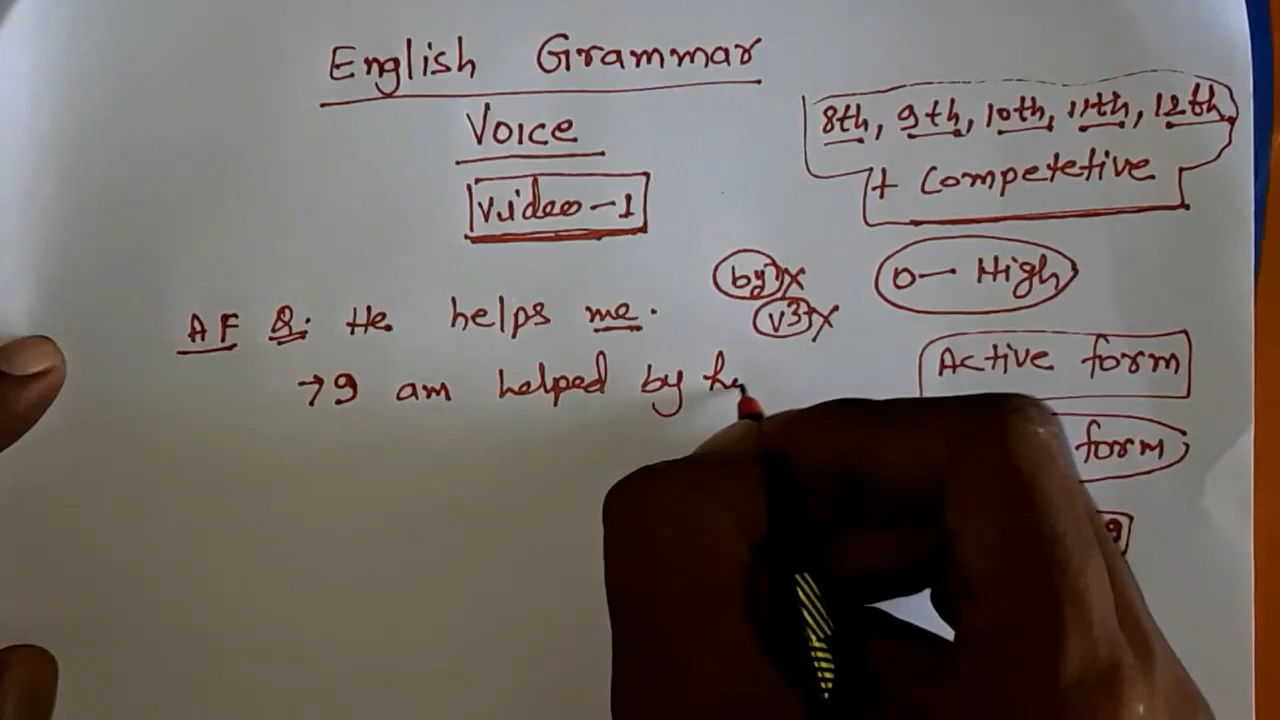 English Grammar
Voice
Video-1
8th, 9th, 10th, 11th, 12th
+ Competetive
by X
V3 X
0- High
AF Q. He helps me.
→ I am helped by
Active form
form